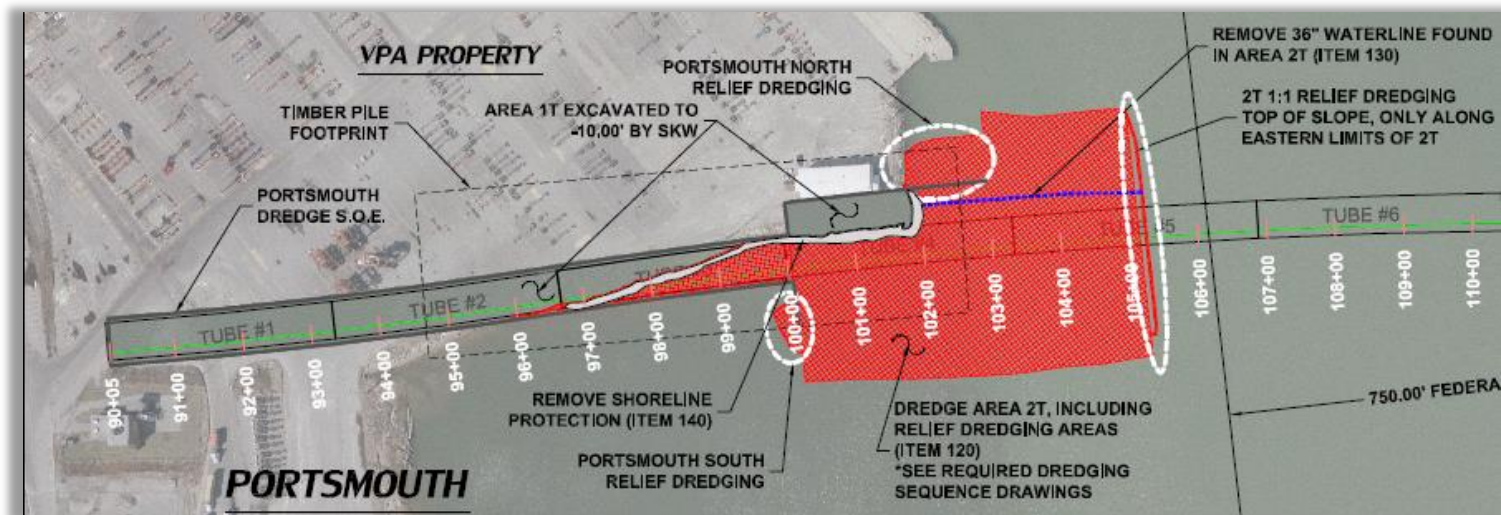 VPA PROPERTY
TIMBER PILE
FOOTPRINT
AREA 1T EXCAVATED TO
-10.00' BY SKW
PORTSMOUTH NORTH
RELIEF DREDGING
REMOVE 36" WATERLINE FOUND
IN AREA 2T (ITEM 130)
2T 1:1 RELIEF DREDGING
TOP OF SLOPE, ONLY ALONG
EASTERN LIMITS OF 2T
PORTSMOUTH
DREDGE S.O.E.
TUBE #1
TUBE #2
#5
TUBE #6
90+05
91+00
92+00
93+00
94+00
95+00
96+00
97+00
98+00
99+00
100+00
101+00
102+00
103+00
104+00
105+00
106+00
107+00
108+00
109+00
110+00
REMOVE SHORELINE
PROTECTION (ITEM 140)
PORTSMOUTH SOUTH
RELIEF DREDGING
DREDGE AREA 2T, INCLUDING
RELIEF DREDGING AREAS
(ITEM 120)
*SEE REQUIRED DREDGING
SEQUENCE DRAWINGS
750.00' FEDERA
PORTSMOUTH